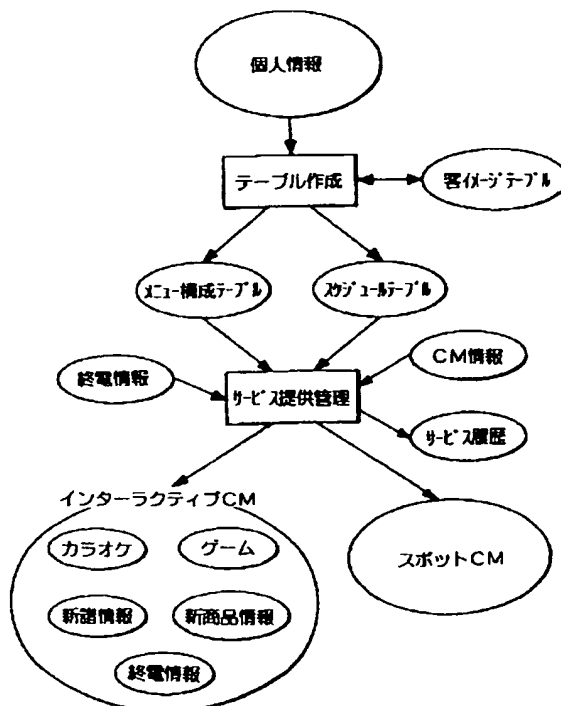 個人情報
テーブル作成
客イメージテーブル
メニュー構成テーブル
スケジュールテーブル
終電情報
CM情報
サービス提供管理
サービス履歴
インターラクティブCM
カラオケ
ゲーム
スポットCM
新譜情報
新商品情報
終電情報